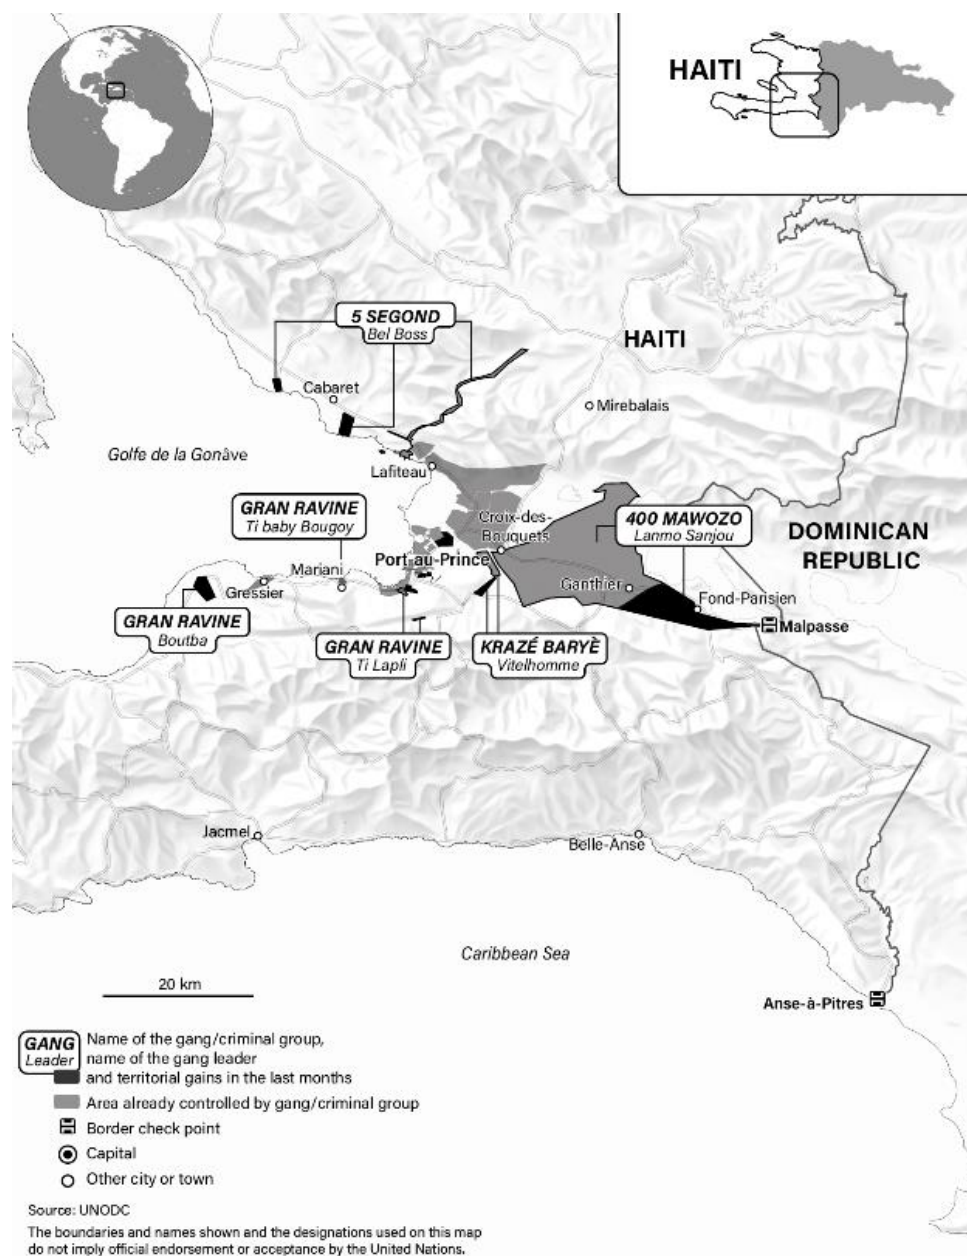 HAITI
5 SEGOND
Bel Boss
HAITI
Cabaret
Mirebalais
Golfe de la Gonâve
Lafiteau
GRAN RAVINE
Ti baby Bougoy
Croix-des-
Bouquets
400 MAWOZO
Lanmo Sanjou
DOMINICAN
REPUBLIC
Port-au-Prince
Mariani
Gressier
Ganthier
Fond-Parisien
GRAN RAVINE
Boutba
GRAN RAVINE
Ti Lapli
KRAZÉ BARYÈ
Vitelhomme
Malpasse
Jacmel
Belle-Anse
Caribbean Sea
20 km
Anse-à-Pitres
GANG
Leader
Name of the gang/criminal group,
name of the gang leader
and territorial gains in the last months
Area already controlled by gang/criminal group
Border check point
Capital
Other city or town
Source: UNODC
The boundaries and names shown and the designations used on this map
do not imply official endorsement or acceptance by the United Nations.